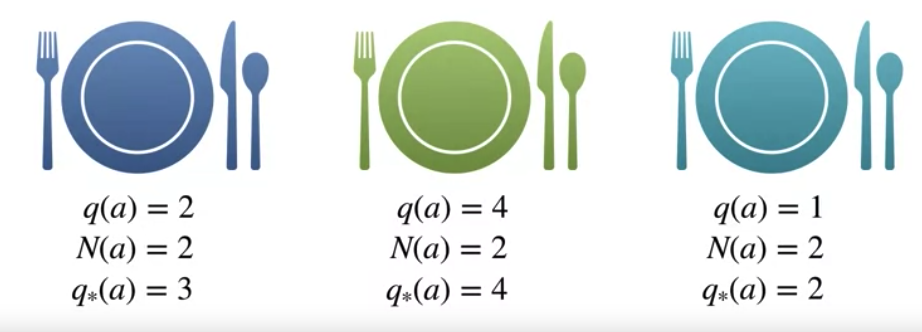 q(a) = 2
N(a) = 2
q*(a) = 3
q(a) = 4
N(a) = 2
q*(a) = 4
q(a) = 1
N(a) = 2
q*(a) = 2